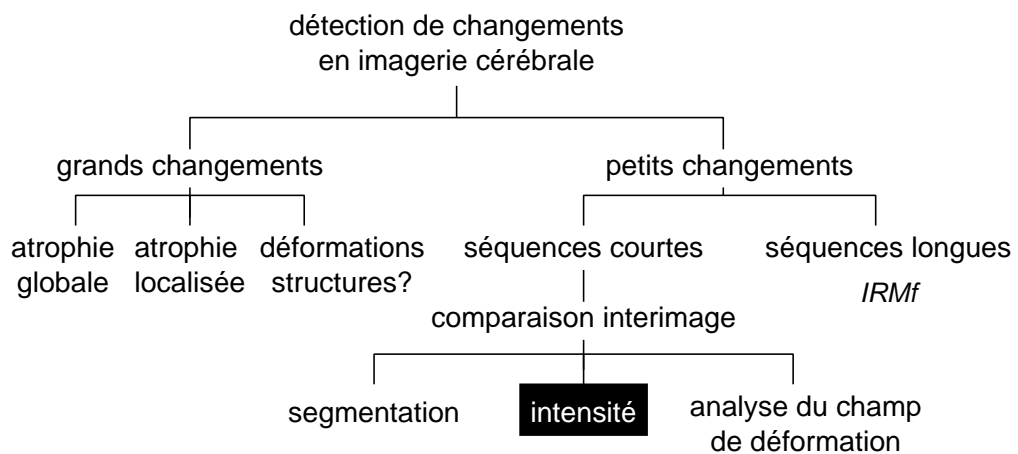 détection de changements
en imagerie cérébrale
grands changements
petits changements
atrophie
globale
atrophie
localisée
déformations
structures?
séquences courtes
séquences longues
IRMf
comparaison interimage
segmentation
intensité
analyse du champ
de déformation